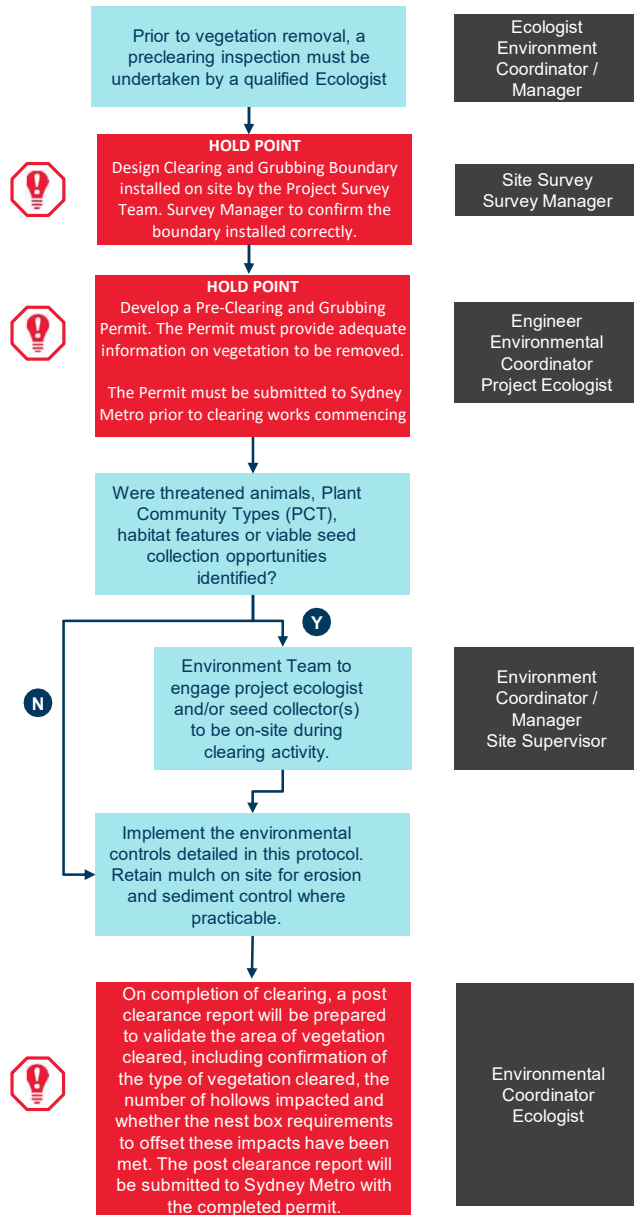 Prior to vegetation removal, a
preclearing inspection must be
undertaken by a qualified Ecologist
Ecologist
Environment
Coordinator /
Manager
HOLD POINT
Design Clearing and Grubbing Boundary
installed on site by the Project Survey
Team. Survey Manager to confirm the
boundary installed correctly.
Site Survey
Survey Manager
HOLD POINT
Develop a Pre-Clearing and Grubbing
Permit. The Permit must provide adequate
information on vegetation to be removed.
The Permit must be submitted to Sydney
Metro prior to clearing works commencing
Engineer
Environmental
Coordinator
Project Ecologist
Were threatened animals, Plant
Community Types (PCT),
habitat features or viable seed
collection opportunities
identified?
Y
N
Environment Team to
engage project ecologist
and/or seed collector(s)
to be on-site during
clearing activity.
Environment
Coordinator /
Manager
Site Supervisor
Implement the environmental
controls detailed in this protocol.
Retain mulch on site for erosion
and sediment control where
practicable.
On completion of clearing, a post
clearance report will be prepared
to validate the area of vegetation
cleared, including confirmation of
the type of vegetation cleared, the
number of hollows impacted and
whether the nest box requirements
to offset these impacts have been
met. The post clearance report will
be submitted to Sydney Metro with
the completed permit.
Environmental
Coordinator
Ecologist